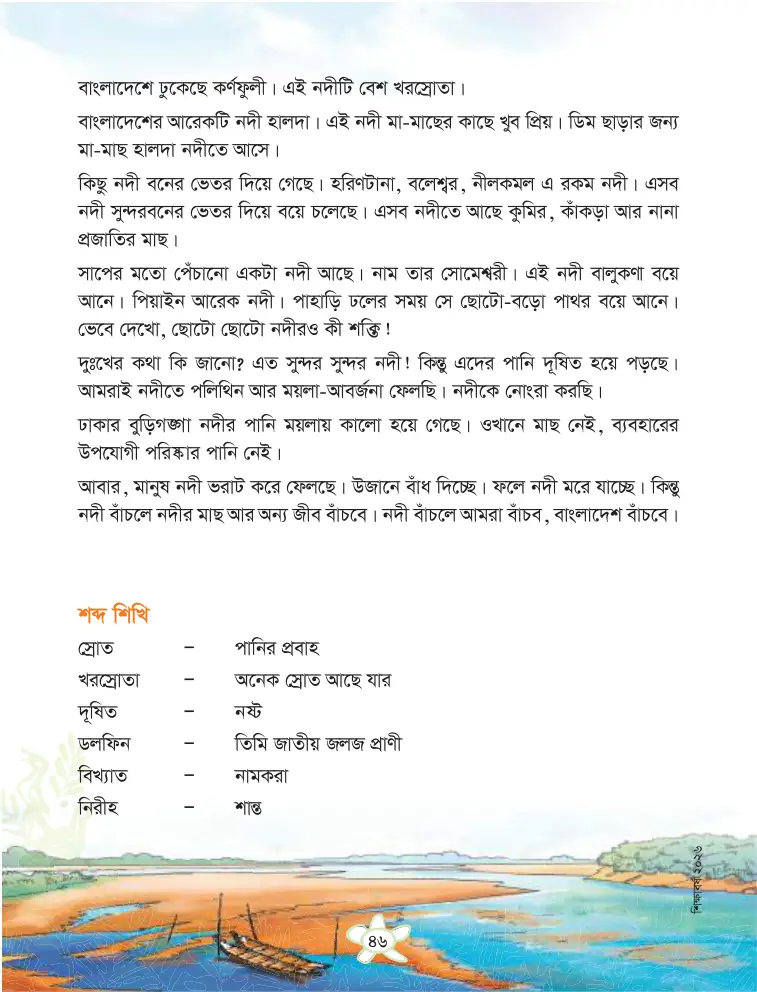 বাংলাদেশে ঢুকেছে কর্ণফুলী। এই নদীটি বেশ খরস্রোতা।
বাংলাদেশের আরেকটি নদী হালদা। এই নদী মা-মাছের কাছে খুব প্রিয়। ডিম ছাড়ার জন্য
মা-মাছ হালদা নদীতে আসে।
কিছু নদী বনের ভেতর দিয়ে গেছে। হরিণটানা, বলেশ্বর, নীলকমল এ রকম নদী। এসব
নদী সুন্দরবনের ভেতর দিয়ে বয়ে চলেছে। এসব নদীতে আছে কুমির, কাঁকড়া আর নানা
প্রজাতির মাছ।
সাপের মতো পেঁচানো একটা নদী আছে। নাম তার সোমেশ্বরী। এই নদী বালুকণা বয়ে
আনে। পিয়াইন আরেক নদী। পাহাড়ি ঢলের সময় সে ছোটো-বড়ো পাথর বয়ে আনে।
ভেবে দেখো, ছোটো ছোটো নদীরও কী শক্তি!
দুঃখের কথা কি জানো? এত সুন্দর সুন্দর নদী! কিন্তু এদের পানি দূষিত হয়ে পড়ছে।
আমরাই নদীতে পলিথিন আর ময়লা-আবর্জনা ফেলছি। নদীকে নোংরা করছি।
ঢাকার বুড়িগঙ্গা নদীর পানি ময়লায় কালো হয়ে গেছে। ওখানে মাছ নেই, ব্যবহারের
উপযোগী পরিষ্কার পানি নেই।
আবার, মানুষ নদী ভরাট করে ফেলছে। উজানে বাঁধ দিচ্ছে। ফলে নদী মরে যাচ্ছে। কিন্তু
নদী বাঁচলে নদীর মাছ আর অন্য জীব বাঁচবে। নদী বাঁচলে আমরা বাঁচব, বাংলাদেশ বাঁচবে।
শব্দ শিখি
স্রোত – পানির প্রবাহ
খরস্রোতা – অনেক স্রোত আছে যার
দূষিত – নষ্ট
ডলফিন – তিমি জাতীয় জলজ প্রাণী
বিখ্যাত – নামকরা
নিরীহ – শান্ত
শিক্ষাবর্ষ ২০২৬
৪৬